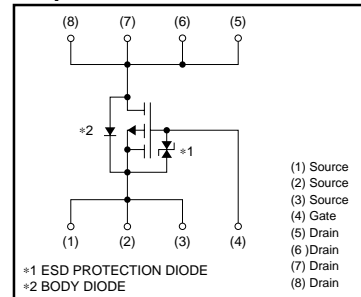 (8) (7) (6) (5)
∗2
∗1
(1) (2) (3) (4)
(1) Source
(2) Source
(3) Source
(4) Gate
(5) Drain
(6 )Drain
(7) Drain
(8) Drain
∗1 ESD PROTECTION DIODE
∗2 BODY DIODE